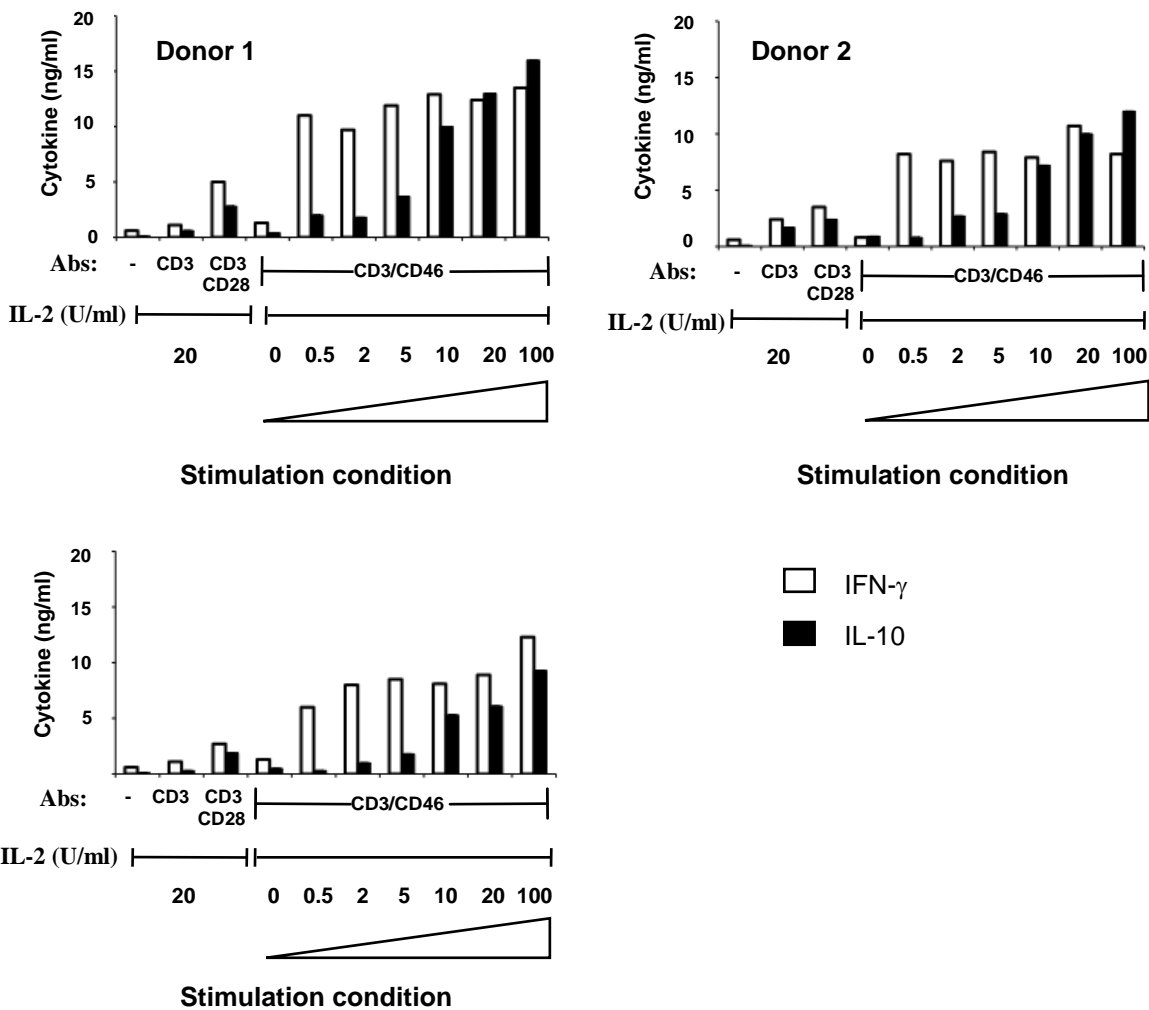 Donor 1
Cytokine (ng/ml)
20
15
10
5
0
Abs: - CD3 CD3 CD28 CD3/CD46
IL-2 (U/ml)
20 0 0.5 2 5 10 20 100
Stimulation condition
Donor 2
Cytokine (ng/ml)
20
15
10
5
0
Abs: - CD3 CD3 CD28 CD3/CD46
IL-2 (U/ml)
20 0 0.5 2 5 10 20 100
Stimulation condition
Cytokine (ng/ml)
20
15
10
5
Abs: - CD3 CD3 CD28 CD3/CD46
IL-2 (U/ml)
20 0 0.5 2 5 10 20 100
Stimulation condition
IFN-γ
IL-10